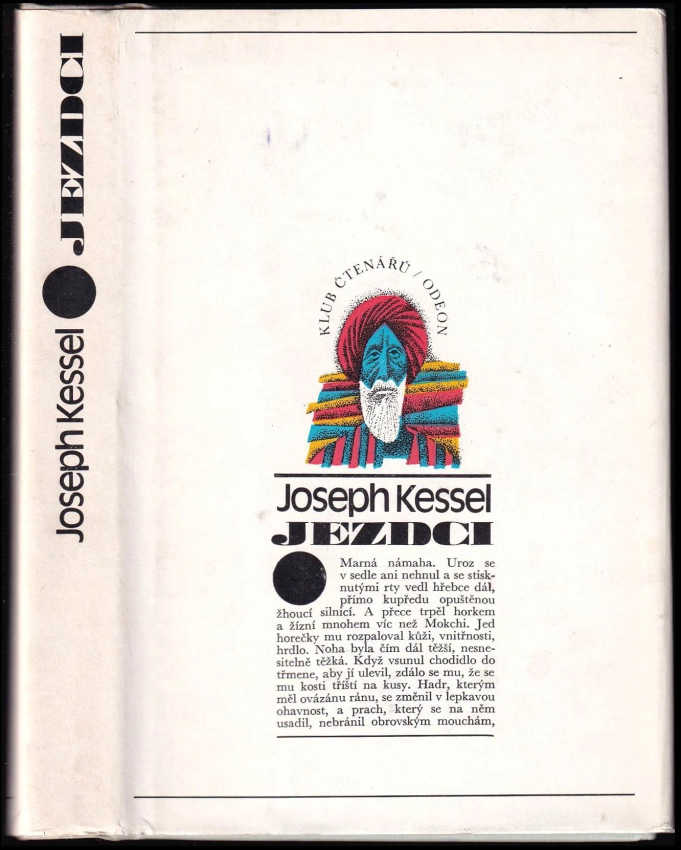 JEZDCI
Joseph Kessel
KLUB ČTENÁŘŮ / ODEON
Joseph Kessel
JEZDCI
Marná námaha. Uroz se
v sedle ani nehnul a se stisk-
nutými rty vedl hřebce dál,
přímo kupředu opuštěnou
žhoucí silnicí. A přece trpěl horkem
a žízní mnohem víc než Mokchi. Jed
horečky mu rozpaloval kůži, vnitřnosti,
hrdlo. Noha byla čím dál těžší, nesne-
sitelně těžká. Když vsunul chodidlo do
třmene, aby jí ulevil, zdálo se mu, že se
mu kosti tříští na kusy. Hadr, kterým
měl ovázánu ránu, se změnil v lepkavou
ohavnost, a prach, který se na něm
usadil, nebránil obrovským mouchám,